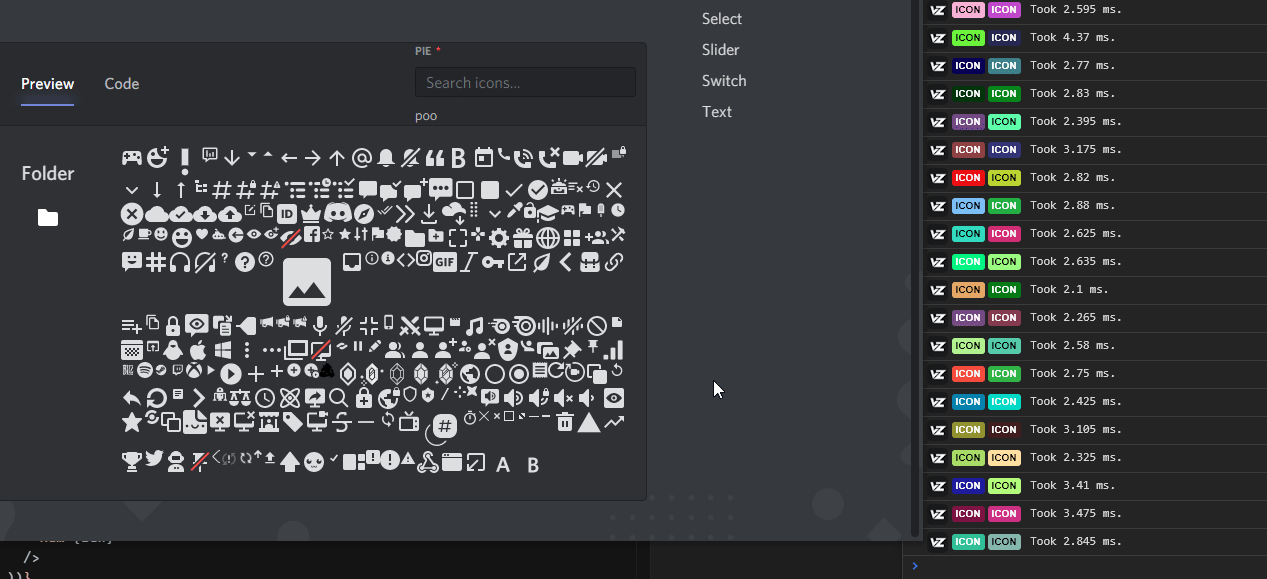 PIE *
Preview
Code
Search icons...
poo
Folder
ID
GIF
A
B
Select
Slider
Switch
Text
ICON ICON Took 2.595 ms.
ICON ICON Took 4.37 ms.
ICON ICON Took 2.77 ms.
ICON ICON Took 2.83 ms.
ICON ICON Took 2.395 ms.
ICON ICON Took 3.175 ms.
ICON ICON Took 2.82 ms.
ICON ICON Took 2.88 ms.
ICON ICON Took 2.625 ms.
ICON ICON Took 2.635 ms.
ICON ICON Took 2.1 ms.
ICON ICON Took 2.265 ms.
ICON ICON Took 2.58 ms.
ICON ICON Took 2.75 ms.
ICON ICON Took 2.425 ms.
ICON ICON Took 3.105 ms.
ICON ICON Took 2.325 ms.
ICON ICON Took 3.41 ms.
ICON ICON Took 3.475 ms.
ICON ICON Took 2.845 ms.
/>
))}